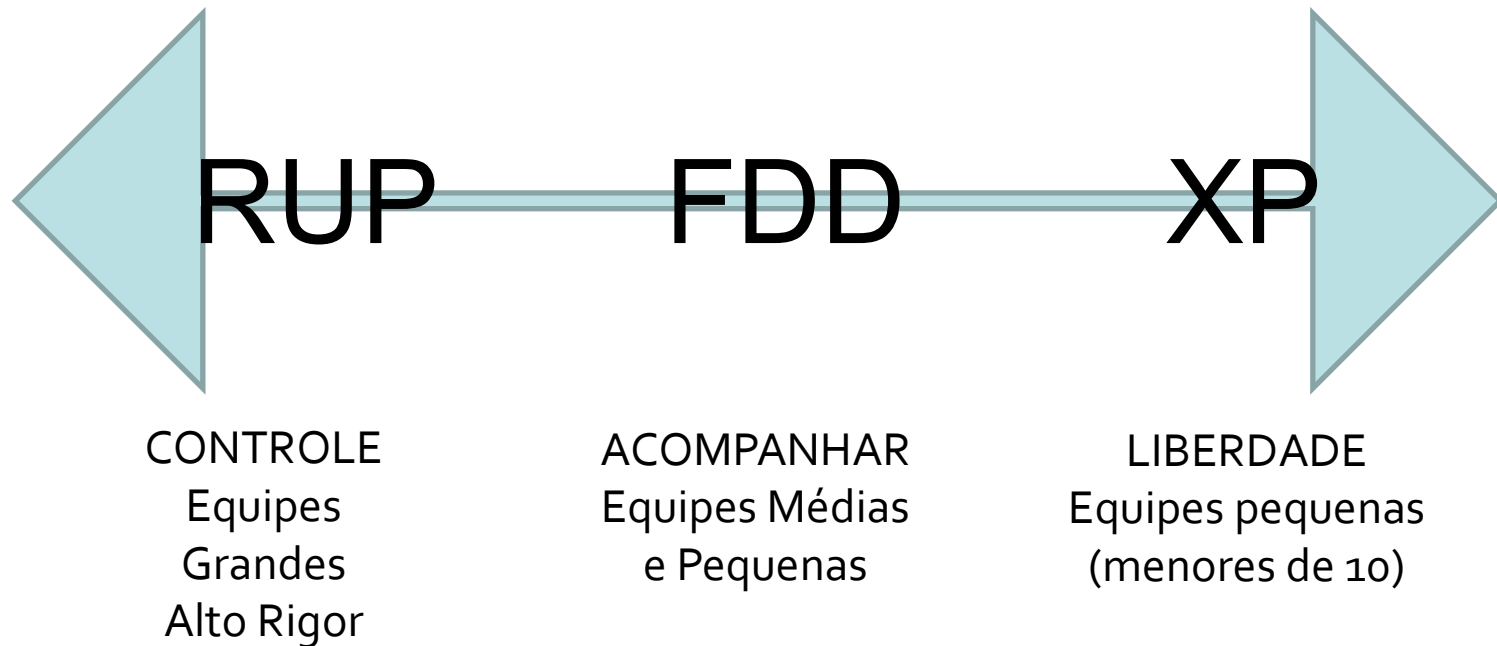 RUP FDD XP
CONTROLE
Equipes
Grandes
Alto Rigor
ACOMPANHAR
Equipes Médias
e Pequenas
LIBERDADE
Equipes pequenas
(menores de 10)